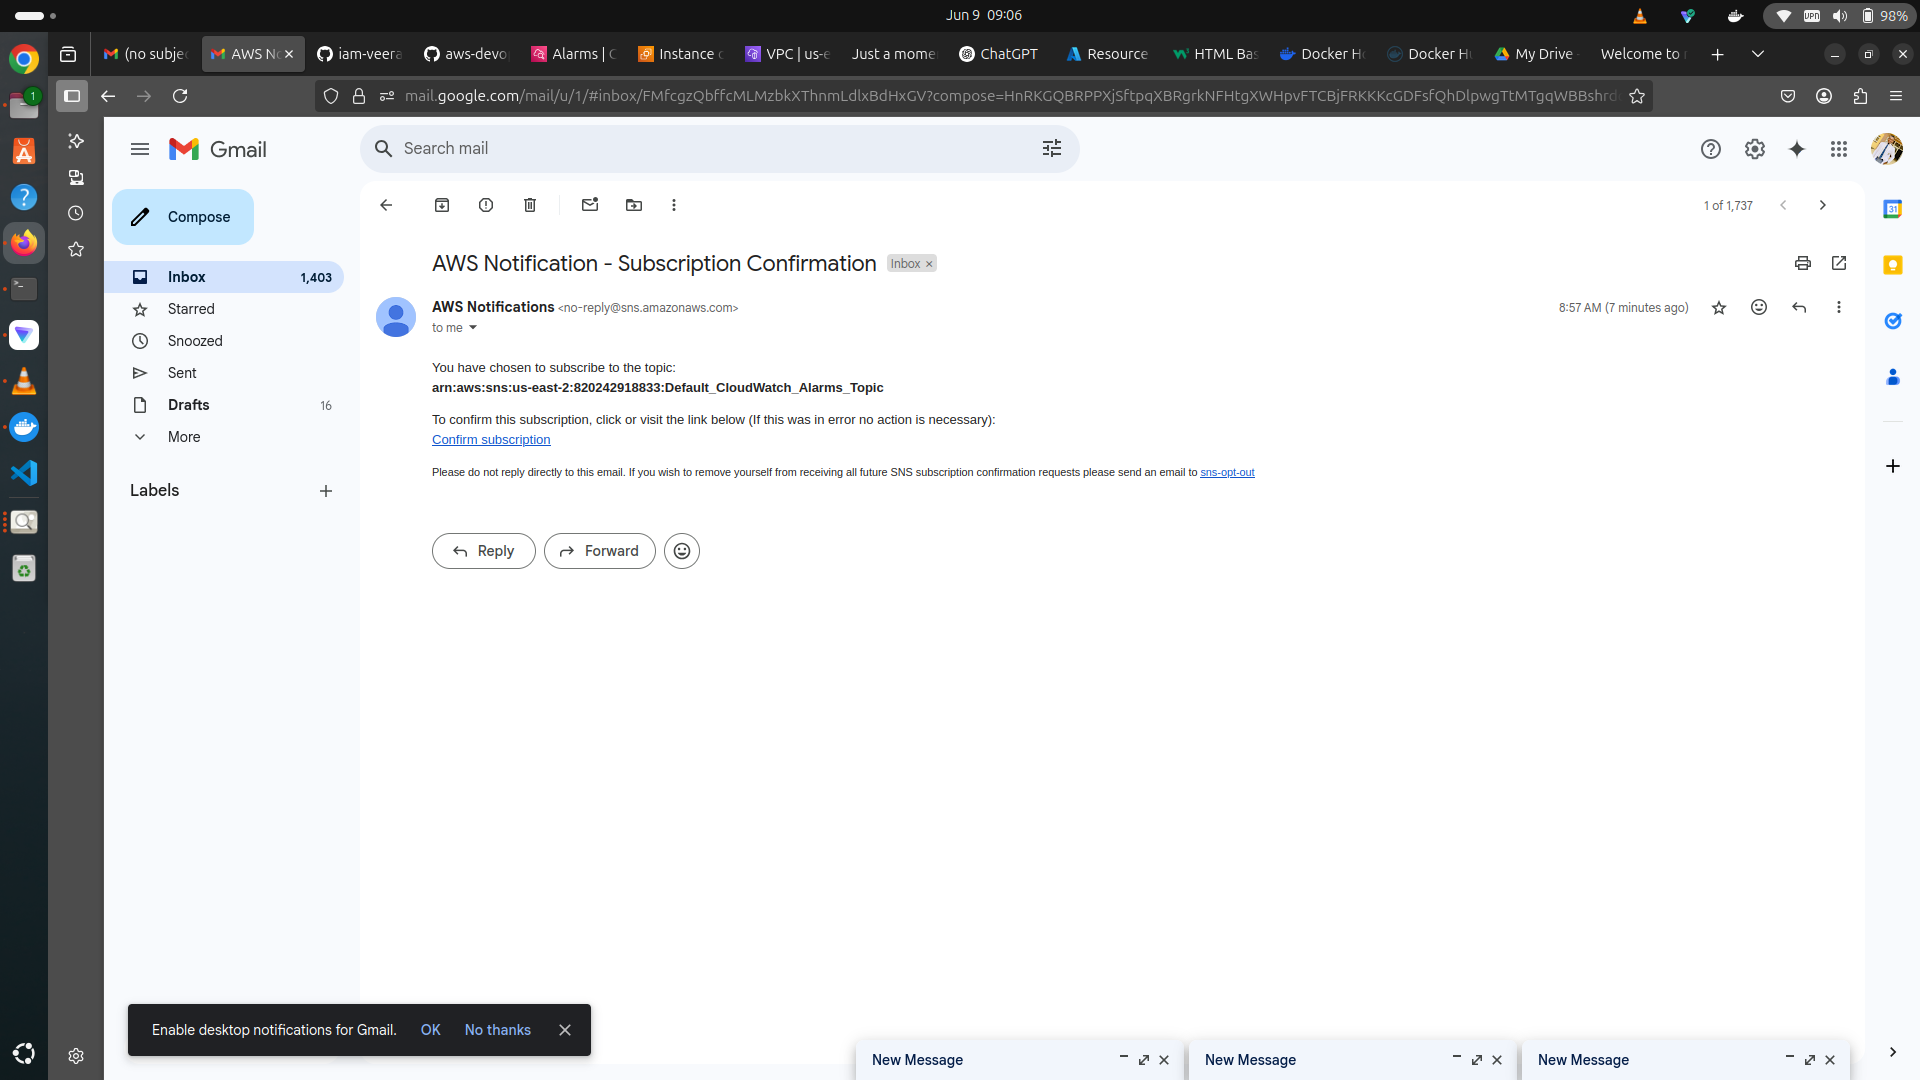 Jun 9 09:06
98%
(no subje
AWS No
iam-veera
aws-devo
Alarms | C
Instance c
VPC | us-e
Just a mome
ChatGPT
Resource
HTML Bas
Docker Ho
Docker Hu
My Drive
Welcome to
1
mail.google.com/mail/u/1/#inbox/FMfcgzQbffcMLMzbkXThnmLdlxBdHxGV?compose=HnRKGQBRPPXjSftpqXBRgrkNFHtgXWHpvFTCBjFRKKKcGDFsfQhDlpwgTtMTgqWBBshrd
Gmail
Search mail
Compose
1 of 1,737
31
Inbox 1,403
Starred
Snoozed
Sent
Drafts 16
More
Labels
AWS Notification - Subscription Confirmation Inbox ×
AWS Notifications <no-reply@sns.amazonaws.com> 8:57 AM (7 minutes ago)
to me
You have chosen to subscribe to the topic:
arn:aws:sns:us-east-2:820242918833:Default_CloudWatch_Alarms_Topic
To confirm this subscription, click or visit the link below (If this was in error no action is necessary):
Confirm subscription
Please do not reply directly to this email. If you wish to remove yourself from receiving all future SNS subscription confirmation requests please send an email to sns-opt-out
Reply
Forward
Enable desktop notifications for Gmail. OK No thanks
New Message
New Message
New Message